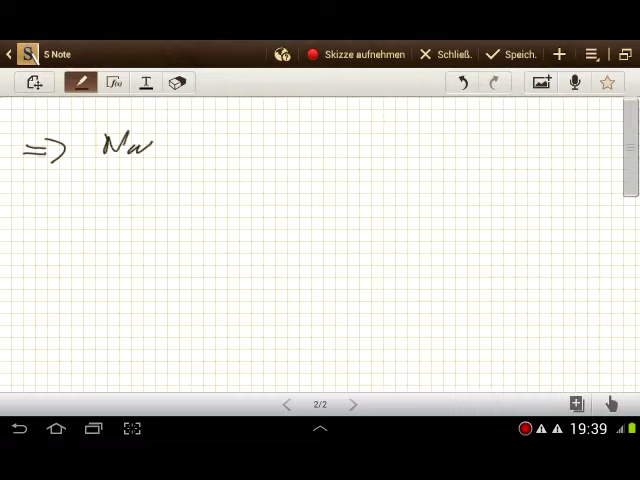 S Note
Skizze aufnehmen
Schließ.
Speich.
f(x)
T
=> Nw
2/2
19:39